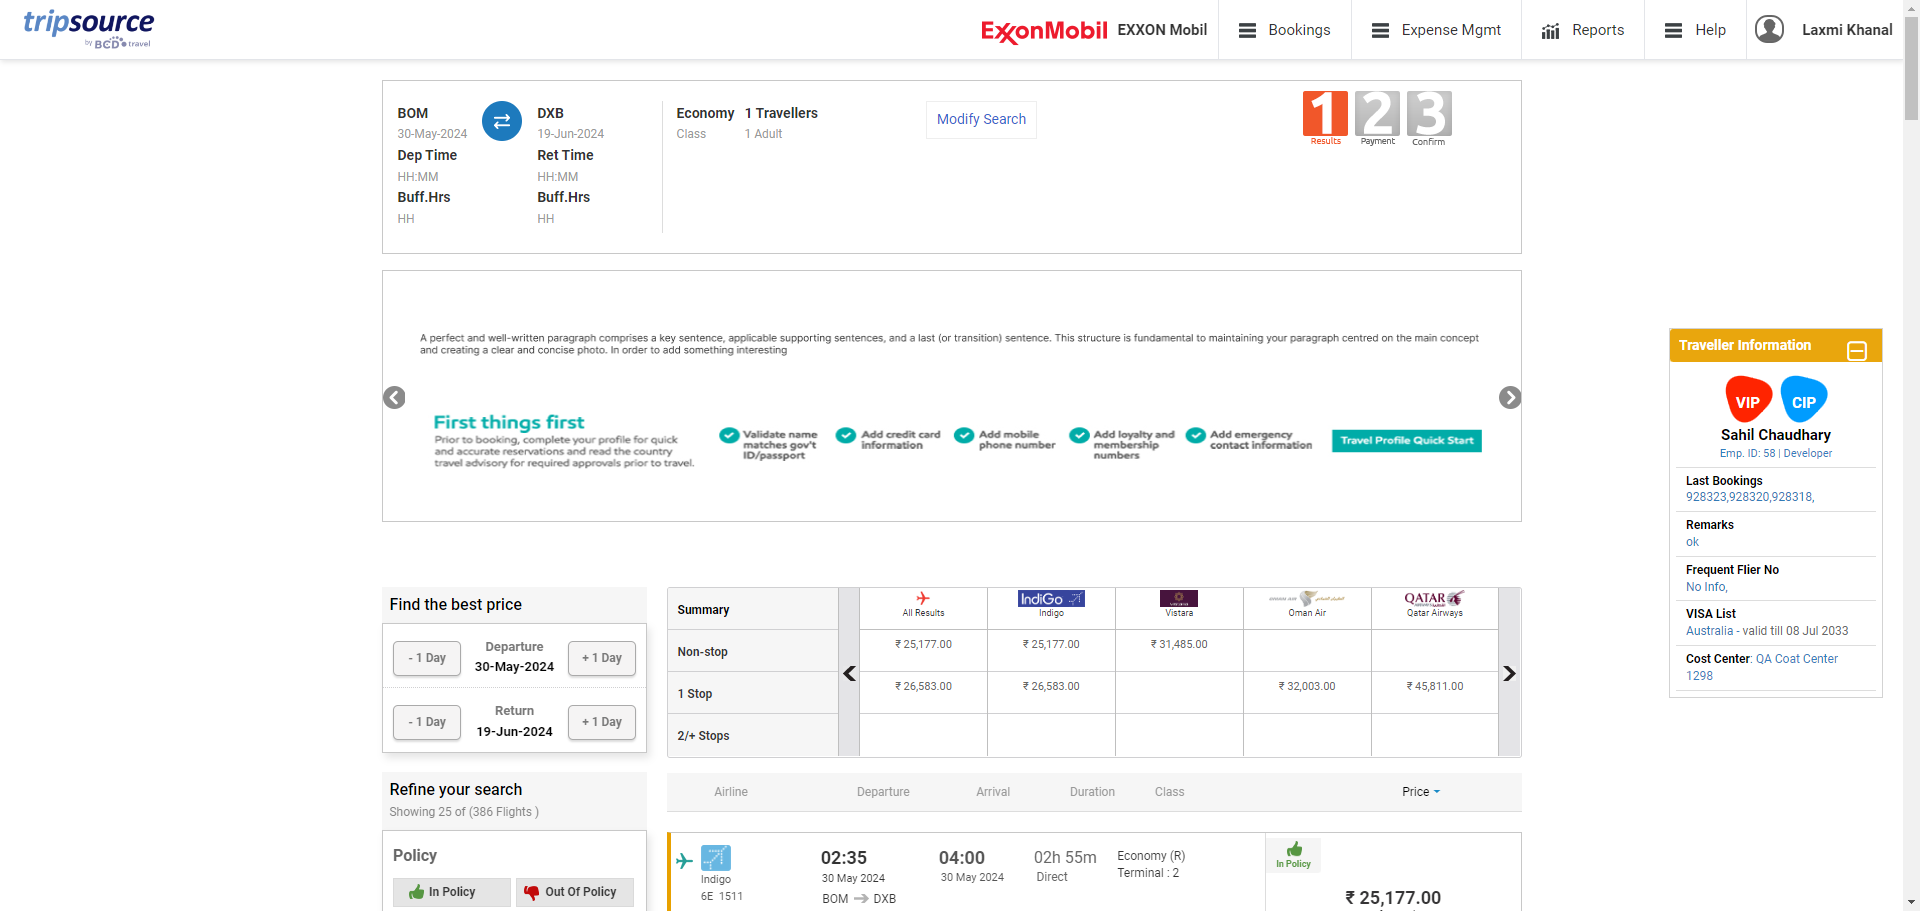 tripsource
by BCD travel
ExxonMobil EXXON Mobil
Bookings
Expense Mgmt
Reports
Help
Laxmi Khanal
BOM
30-May-2024
Dep Time
HH:MM
Buff.Hrs
HH
DXB
19-Jun-2024
Ret Time
HH:MM
Buff.Hrs
HH
Economy
Class
1 Travellers
1 Adult
Modify Search
1 2 3
Results Payment Confirm
A perfect and well-written paragraph comprises a key sentence, applicable supporting sentences, and a last (or transition) sentence. This structure is fundamental to maintaining your paragraph centred on the main concept
and creating a clear and concise photo. In order to add something interesting
First things first
Prior to booking, complete your profile for quick
and accurate reservations and read the country
travel advisory for required approvals prior to travel.
Validate name
matches gov't
ID/passport
Add credit card
information
Add mobile
phone number
Add loyalty and
membership
numbers
Add emergency
contact information
Travel Profile Quick Start
Traveller Information
VIP CIP
Sahil Chaudhary
Emp. ID: 58 | Developer
Last Bookings
928323,928320,928318,
Remarks
ok
Frequent Flier No
No Info,
VISA List
Australia - valid till 08 Jul 2033
Cost Center: QA Coat Center
1298
Find the best price
- 1 Day
Departure
30-May-2024
+ 1 Day
- 1 Day
Return
19-Jun-2024
+ 1 Day
Refine your search
Showing 25 of (386 Flights )
Policy
In Policy
Out Of Policy
IndiGo
QATAR
Summary All Results Indigo Vistara Oman Air Qatar Airways
Non-stop ₹ 25,177.00 ₹ 25,177.00 ₹ 31,485.00
1 Stop ₹ 26,583.00 ₹ 26,583.00 ₹ 32,003.00 ₹ 45,811.00
2/+ Stops
Airline Departure Arrival Duration Class Price
Indigo
6E 1511
02:35
30 May 2024
BOM DXB
04:00
30 May 2024
02h 55m
Direct
Economy (R)
Terminal : 2
In Policy
₹ 25,177.00